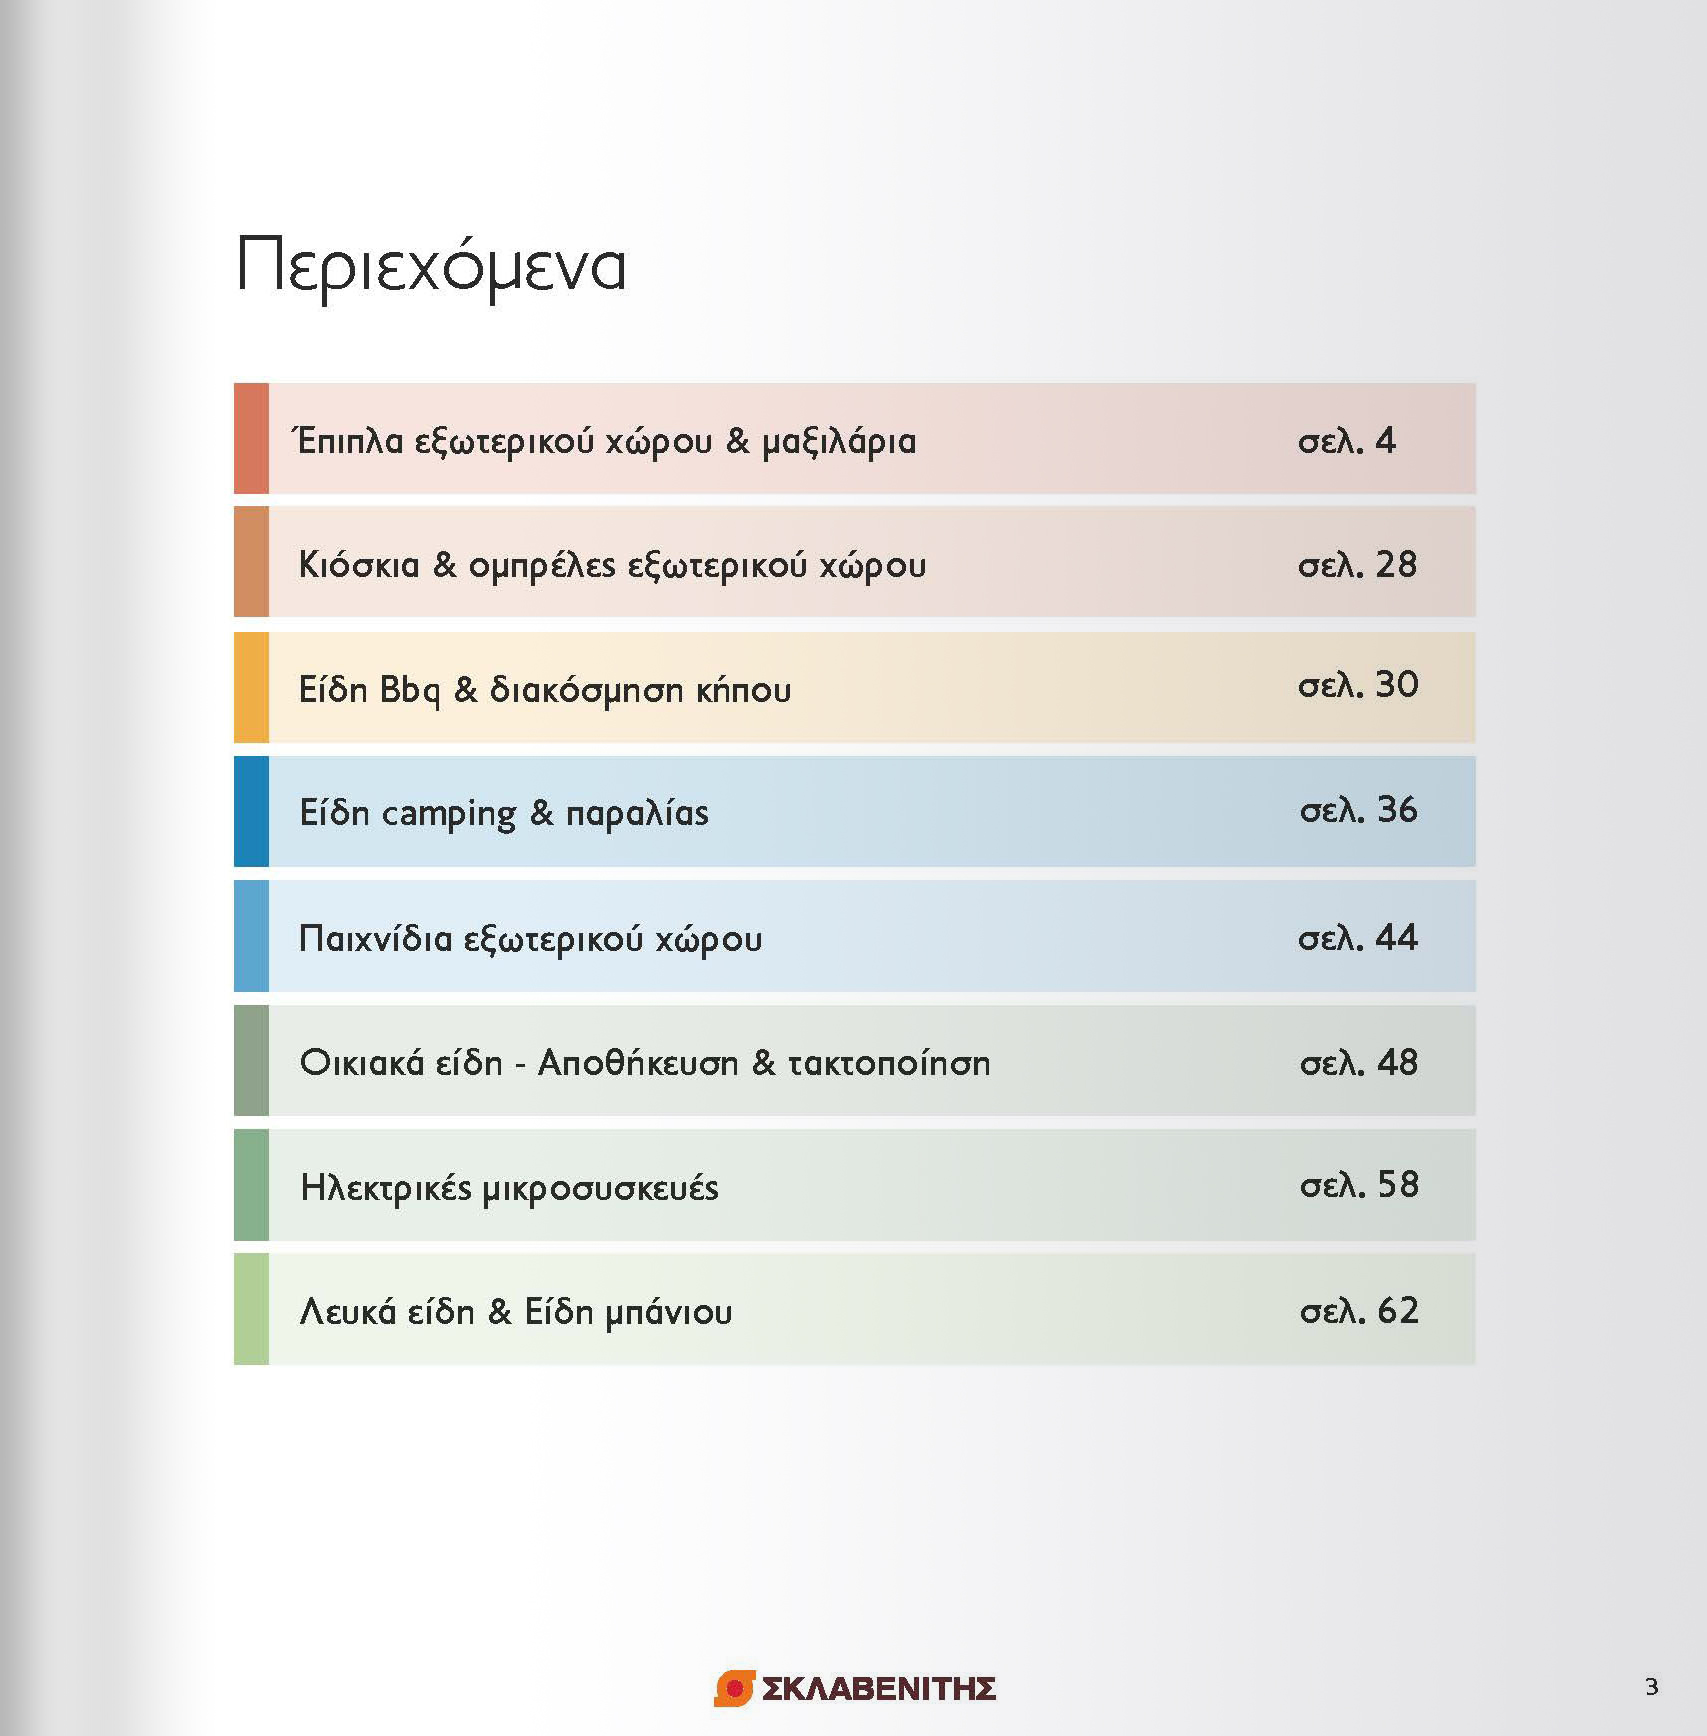 Περιεχόμενα
Έπιπλα εξωτερικού χώρου & μαξιλάρια σελ. 4
Κιόσκια & ομπρέλες εξωτερικού χώρου σελ. 28
Είδη Bbq & διακόσμηση κήπου σελ. 30
Είδη camping & παραλίας σελ. 36
Παιχνίδια εξωτερικού χώρου σελ. 44
Οικιακά είδη - Αποθήκευση & τακτοποίηση σελ. 48
Ηλεκτρικές μικροσυσκευές σελ. 58
Λευκά είδη & Είδη μπάνιου σελ. 62
ΣΚΛΑΒΕΝΙΤΗΣ
3